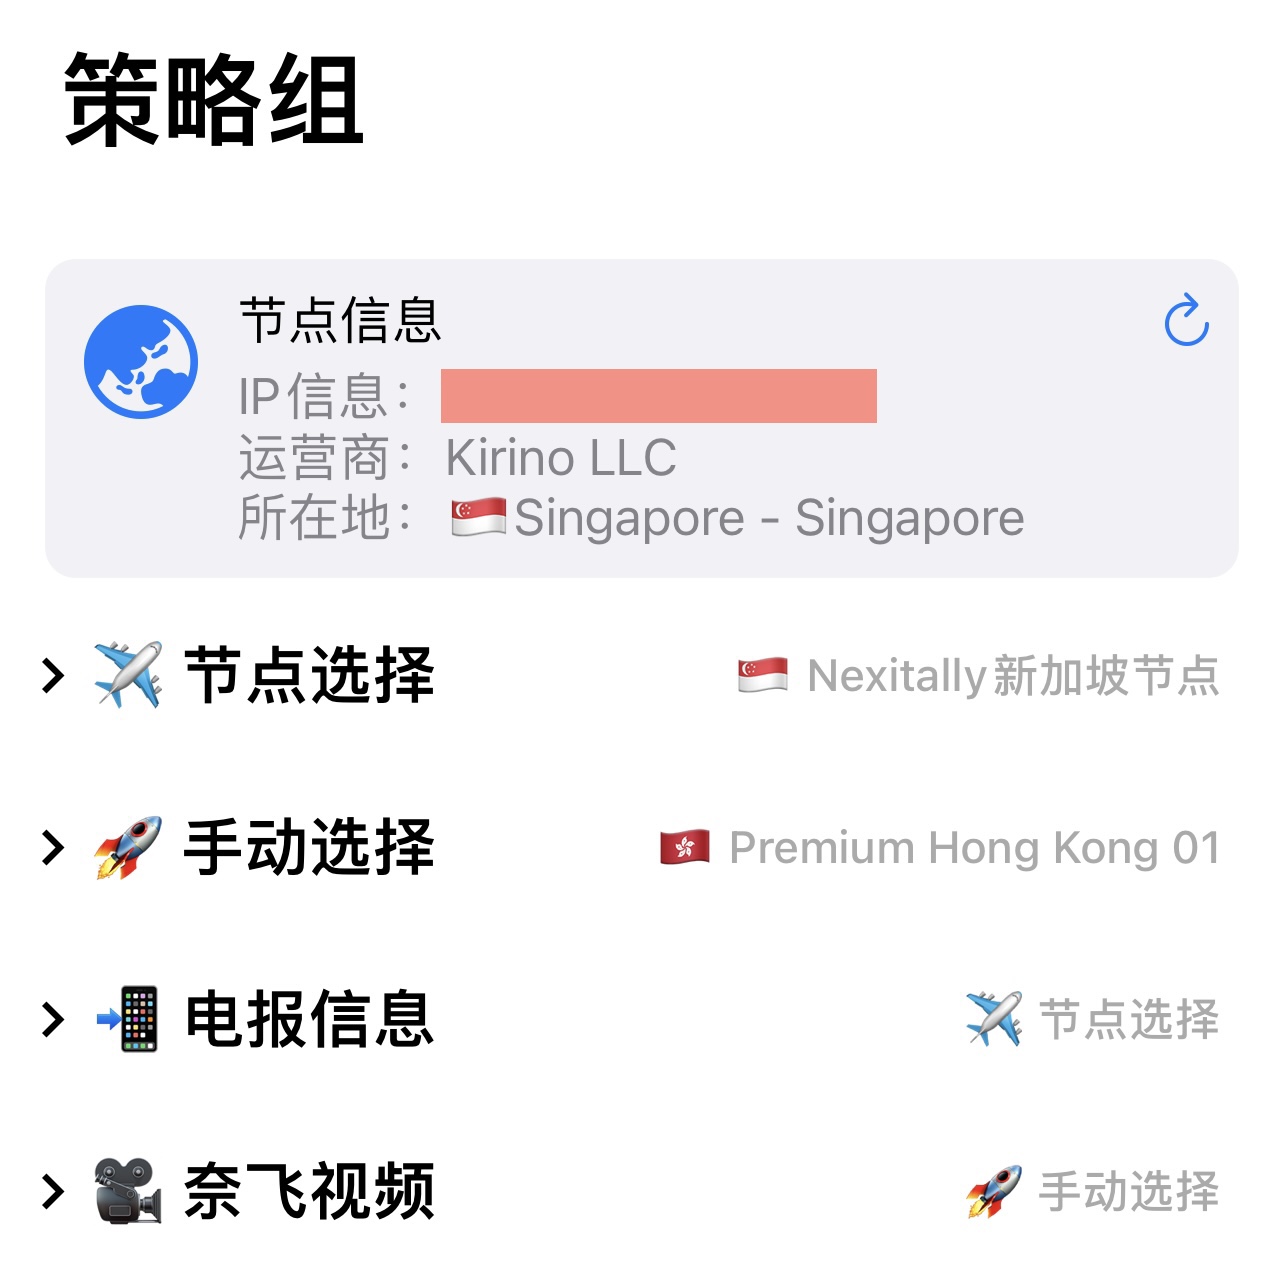 策略组
节点信息
IP信息：
运营商： Kirino LLC
所在地： 🇸🇬Singapore - Singapore
✈️ 节点选择 🇸🇬 Nexitally新加坡节点
🚀 手动选择 🇭🇰 Premium Hong Kong 01
📲 电报信息 ✈️ 节点选择
🎥 奈飞视频 🚀 手动选择